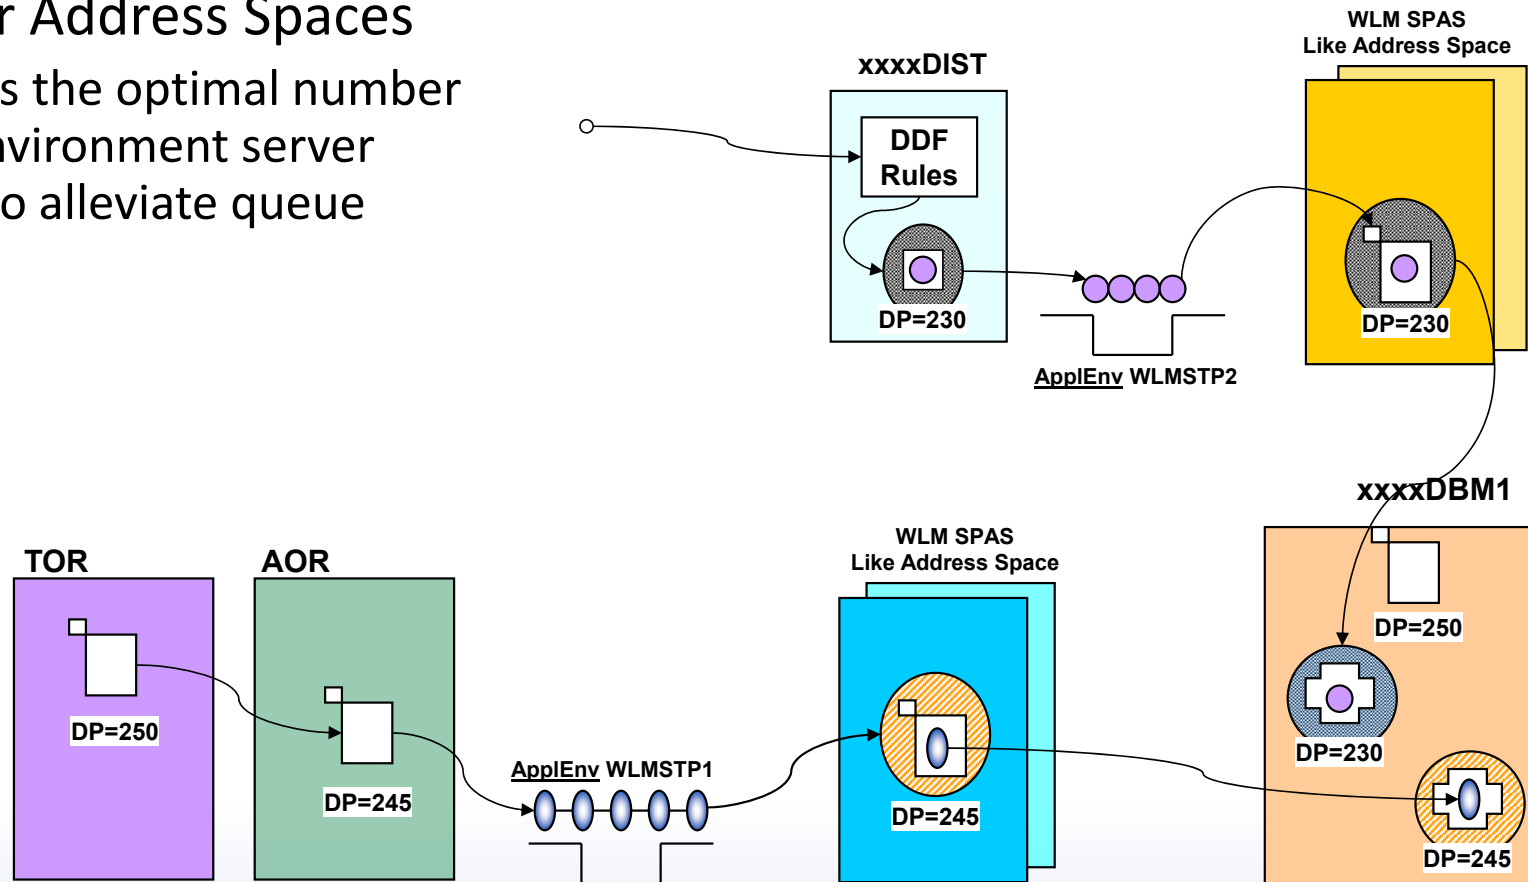 r Address Spaces
s the optimal number
nvironment server
o alleviate queue
WLM SPAS
Like Address Space
xxxxDIST
DDF
Rules
DP=230
ApplEnv WLMSTP2
DP=230
xxxxDBM1
TOR
AOR
WLM SPAS
Like Address Space
DP=250
DP=250
DP=245
ApplEnv WLMSTP1
DP=245
DP=230
DP=245